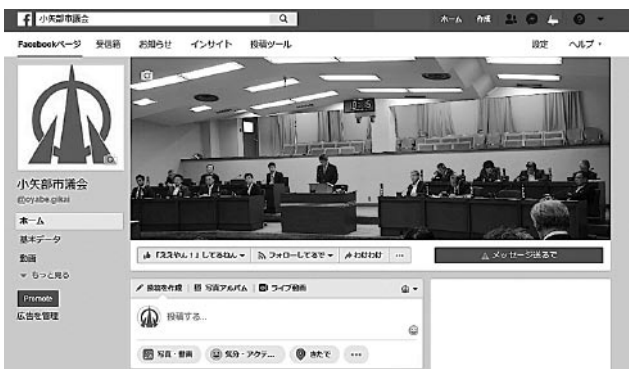 小矢部市議会
ホーム 作成
Facebookページ 受信箱 お知らせ インサイト 投稿ツール 設定 ヘルプ
10:15
小矢部市議会
@oyabe.gikai
ホーム
基本データ
動画
もっと見る
Promote
広告を管理
「ええやん!」してるねん フォローしてるで わけわけ ... メッセージ送るで
投稿を作成 写真アルバム ライブ動画
投稿する...
写真・動画 気分・アクテ... きたで ...